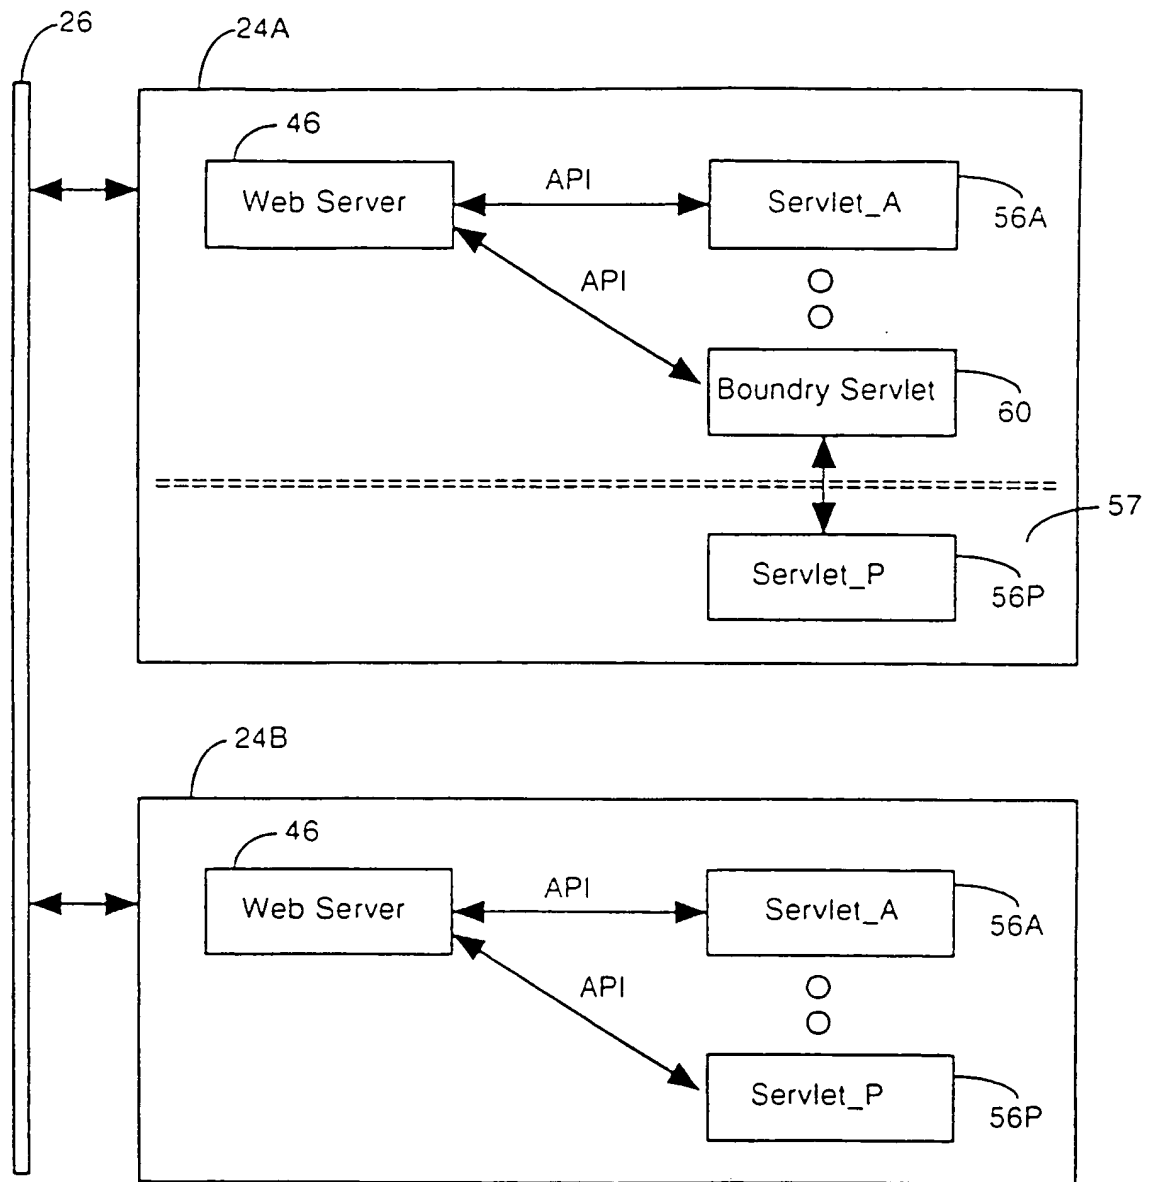 26
24A
46
Web Server
API
Servlet_A
56A
API
Boundry Servlet
60
57
Servlet_P
56P
24B
46
Web Server
API
Servlet_A
56A
API
Servlet_P
56P